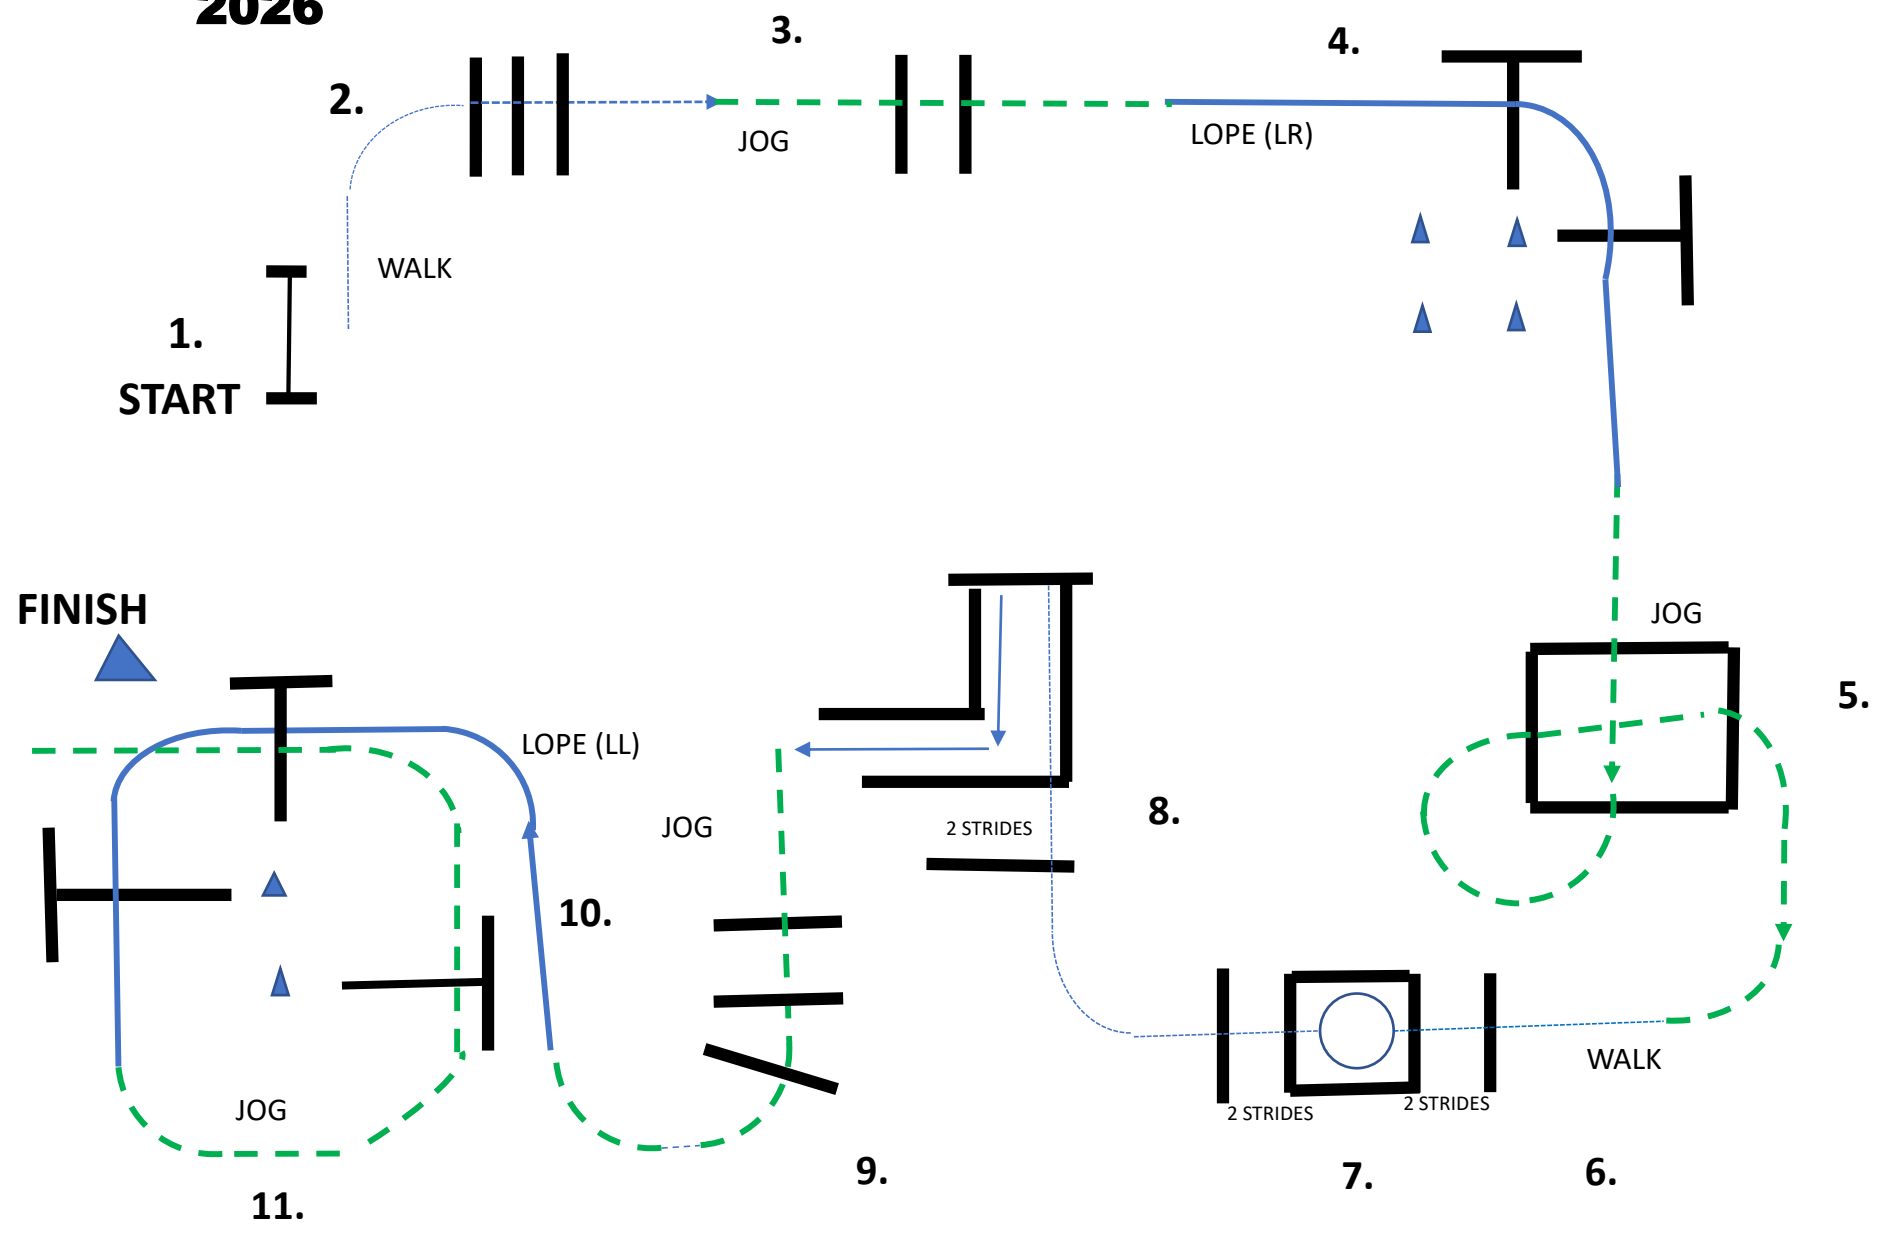 2026
3.
4.
2.
JOG
LOPE (LR)
WALK
1.
START
FINISH
JOG
5.
LOPE (LL)
8.
JOG
2 STRIDES
10.
WALK
2 STRIDES
2 STRIDES
JOG
9.
7.
6.
11.